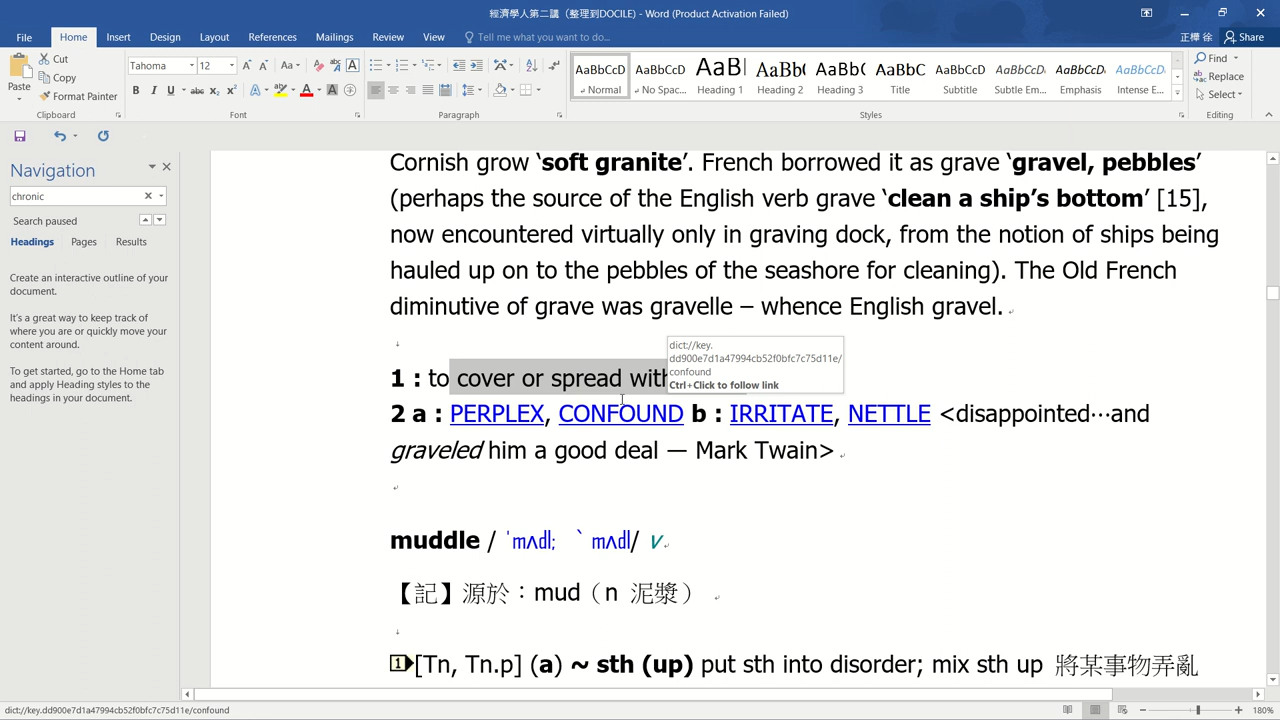 經濟學人第二講（整理到DOCILE) - Word (Product Activation Failed)
File Home Insert Design Layout References Mailings Review View Tell me what you want to do... 正樺 徐 Share
Paste Cut Copy Format Painter
Clipboard
Tahoma 12
Font
Paragraph
AaBbCcD Normal
AaBbCcD No Spac...
AaB Heading 1
AaBbC Heading 2
AaBbC Heading 3
AaBbC Title
AaBbCcD Subtitle
AaBbCcD Subtle Em...
AaBbCcD Emphasis
AaBbCcD Intense E...
Styles
Find Replace Select
Editing
Navigation
chronic
Search paused
Headings Pages Results
Create an interactive outline of your
document.
It's a great way to keep track of
where you are or quickly move your
content around.
To get started, go to the Home tab
and apply Heading styles to the
headings in your document.
Cornish grow ‘soft granite’. French borrowed it as grave ‘gravel, pebbles’
(perhaps the source of the English verb grave ‘clean a ship’s bottom’ [15],
now encountered virtually only in graving dock, from the notion of ships being
hauled up on to the pebbles of the seashore for cleaning). The Old French
diminutive of grave was gravelle – whence English gravel.
1 : to cover or spread with
dict://key.
dd900e7d1a47994cb52f0bfc7c75d11e/
confound
Ctrl+Click to follow link
2 a : PERPLEX, CONFOUND b : IRRITATE, NETTLE <disappointed···and
graveled him a good deal — Mark Twain>
muddle / ˈmʌdl; ˋ mʌdl/ v
【記】源於：mud（n 泥漿）
1 [Tn, Tn.p] (a) ~ sth (up) put sth into disorder; mix sth up 將某事物弄亂
dict://key.dd900e7d1a47994cb52f0bfc7c75d11e/confound
180%